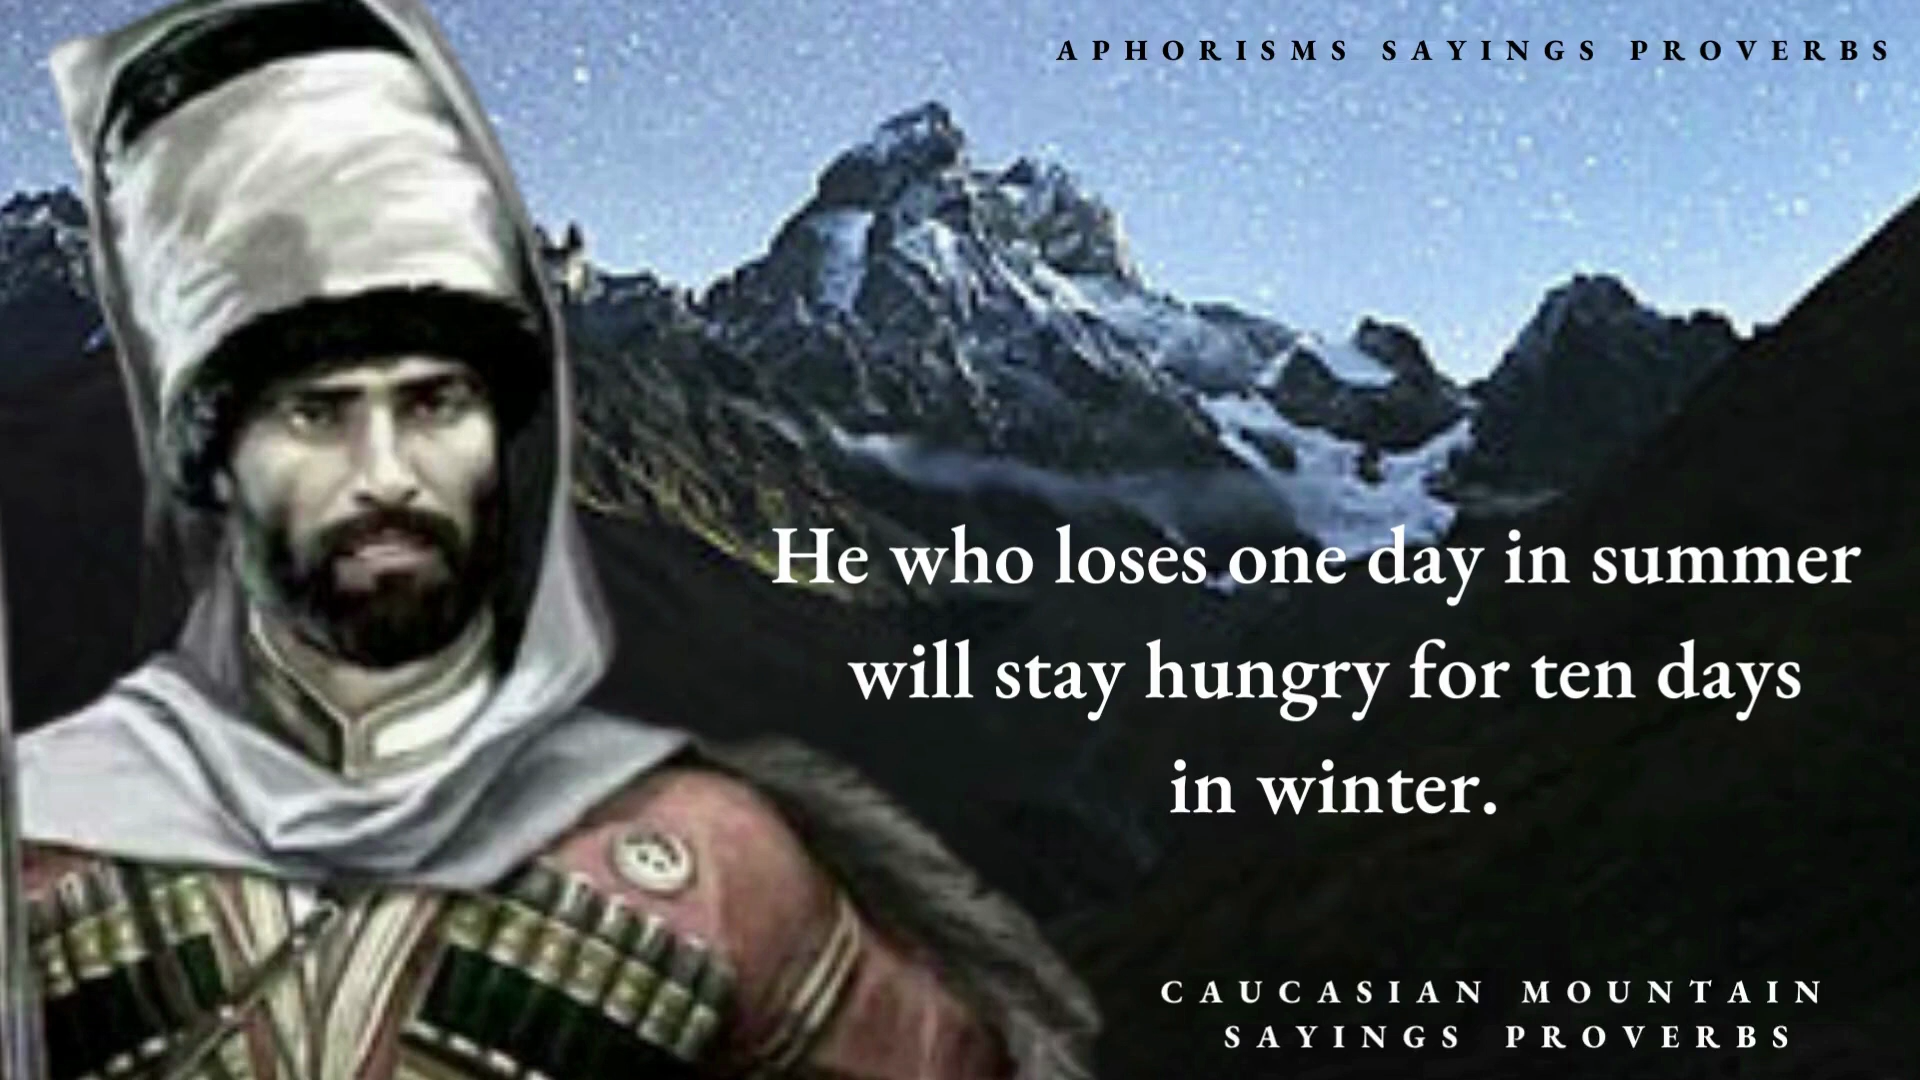 APHORISMS SAYINGS PROVERBS
He who loses one day in summer
will stay hungry for ten days
in winter.
CAUCASIAN MOUNTAIN
SAYINGS PROVERBS